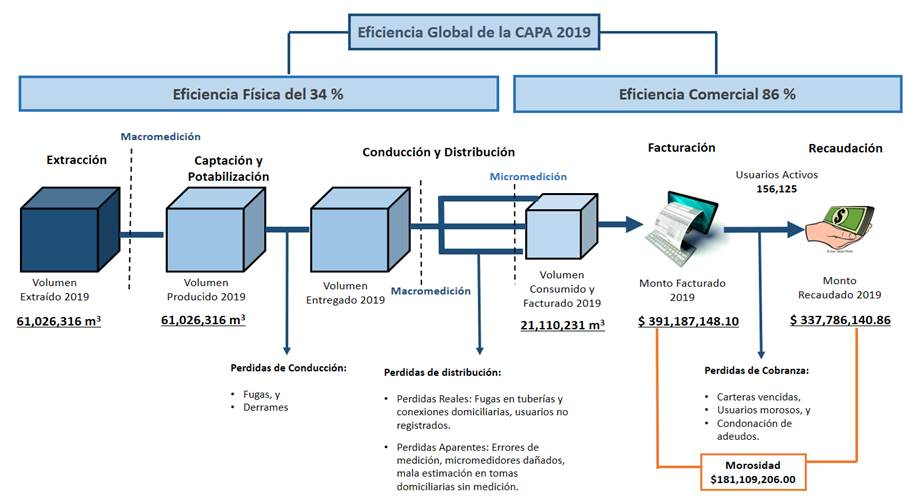 Eficiencia Global de la CAPA 2019
Eficiencia Física del 34 %
Eficiencia Comercial 86 %
Macromedición
Extracción
Captación y
Potabilización
Conducción y Distribución
Micromedición
Facturación
Recaudación
Usuarios Activos
156,125
Volumen
Extraído 2019
61,026,316 m³
Volumen
Producido 2019
61,026,316 m³
Volumen
Entregado 2019
Macromedición
Volumen
Consumido y
Facturado 2019
21,110,231 m³
Monto Facturado
2019
$ 391,187,148.10
Monto
Recaudado 2019
$ 337,786,140.86
Perdidas de Conducción:
• Fugas, y
• Derrames
Perdidas de distribución:
• Perdidas Reales: Fugas en tuberías y
conexiones domiciliarias, usuarios no
registrados.
• Perdidas Aparentes: Errores de
medición, micromedidores dañados,
mala estimación en tomas
domiciliarias sin medición.
Perdidas de Cobranza:
• Carteras vencidas,
• Usuarios morosos, y
• Condonación de
adeudos.
Morosidad
$181,109,206.00